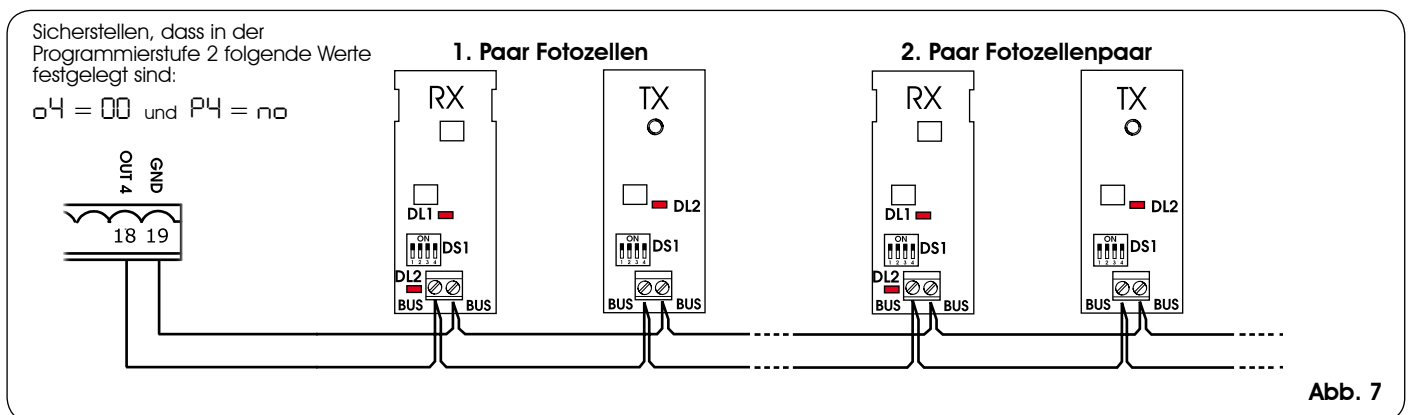 Sicherstellen, dass in der
Programmierstufe 2 folgende Werte
festgelegt sind:
o4 = 00 und P4 = no
1. Paar Fotozellen
2. Paar Fotozellenpaar
RX
TX
RX
TX
OUT 4
GND
18 19
DL1
DL2
DL1
DL2
ON
DS1
1 2 3 4
ON
DS1
1 2 3 4
ON
DS1
1 2 3 4
ON
DS1
1 2 3 4
DL2
DL2
BUS BUS
BUS BUS
BUS BUS
BUS BUS
Abb. 7